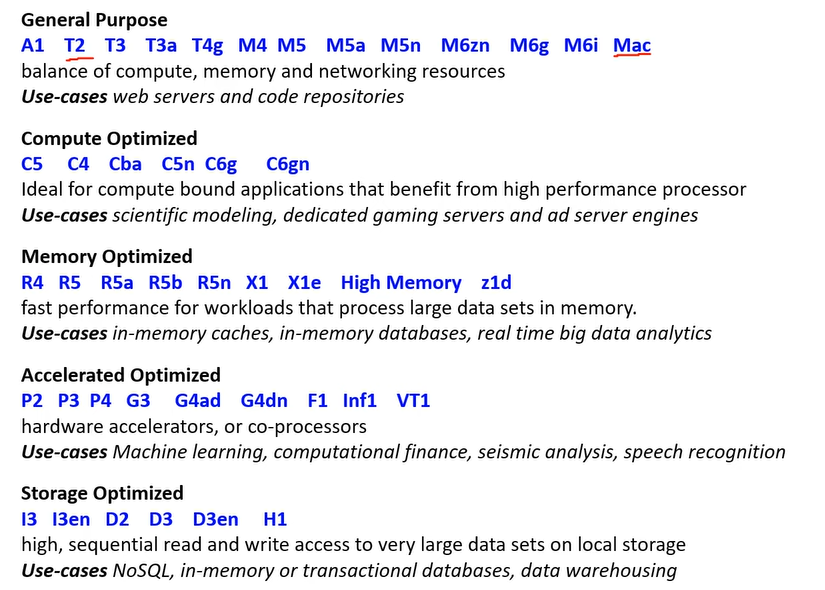 General Purpose
A1 T2 T3 T3a T4g M4 M5 M5a M5n M6zn M6g M6i Mac
balance of compute, memory and networking resources
Use-cases web servers and code repositories
Compute Optimized
C5 C4 Cba C5n C6g C6gn
Ideal for compute bound applications that benefit from high performance processor
Use-cases scientific modeling, dedicated gaming servers and ad server engines
Memory Optimized
R4 R5 R5a R5b R5n X1 X1e High Memory z1d
fast performance for workloads that process large data sets in memory.
Use-cases in-memory caches, in-memory databases, real time big data analytics
Accelerated Optimized
P2 P3 P4 G3 G4ad G4dn F1 Inf1 VT1
hardware accelerators, or co-processors
Use-cases Machine learning, computational finance, seismic analysis, speech recognition
Storage Optimized
I3 I3en D2 D3 D3en H1
high, sequential read and write access to very large data sets on local storage
Use-cases NoSQL, in-memory or transactional databases, data warehousing